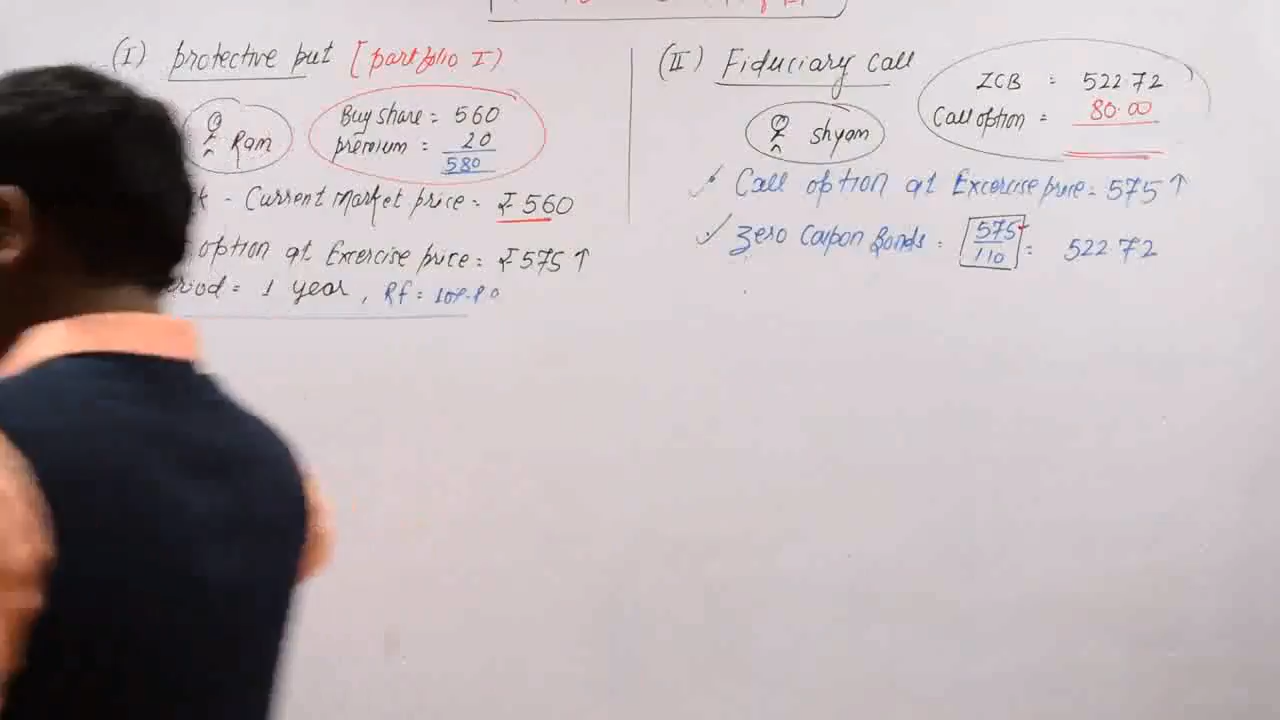 (I) protective put [portfolio I)
Ram
Buy share = 560
premium = 20
580
- Current Market price = ₹ 560
option at Exercise price = ₹ 575 ↑
= 1 year, Rf =
(II) Fiduciary call
shyam
ZCB = 522.72
Call option = 80.00
✓ Call option at Excercise price = 575 ↑
✓ Zero Coupon Bonds = 575/110 = 522.72